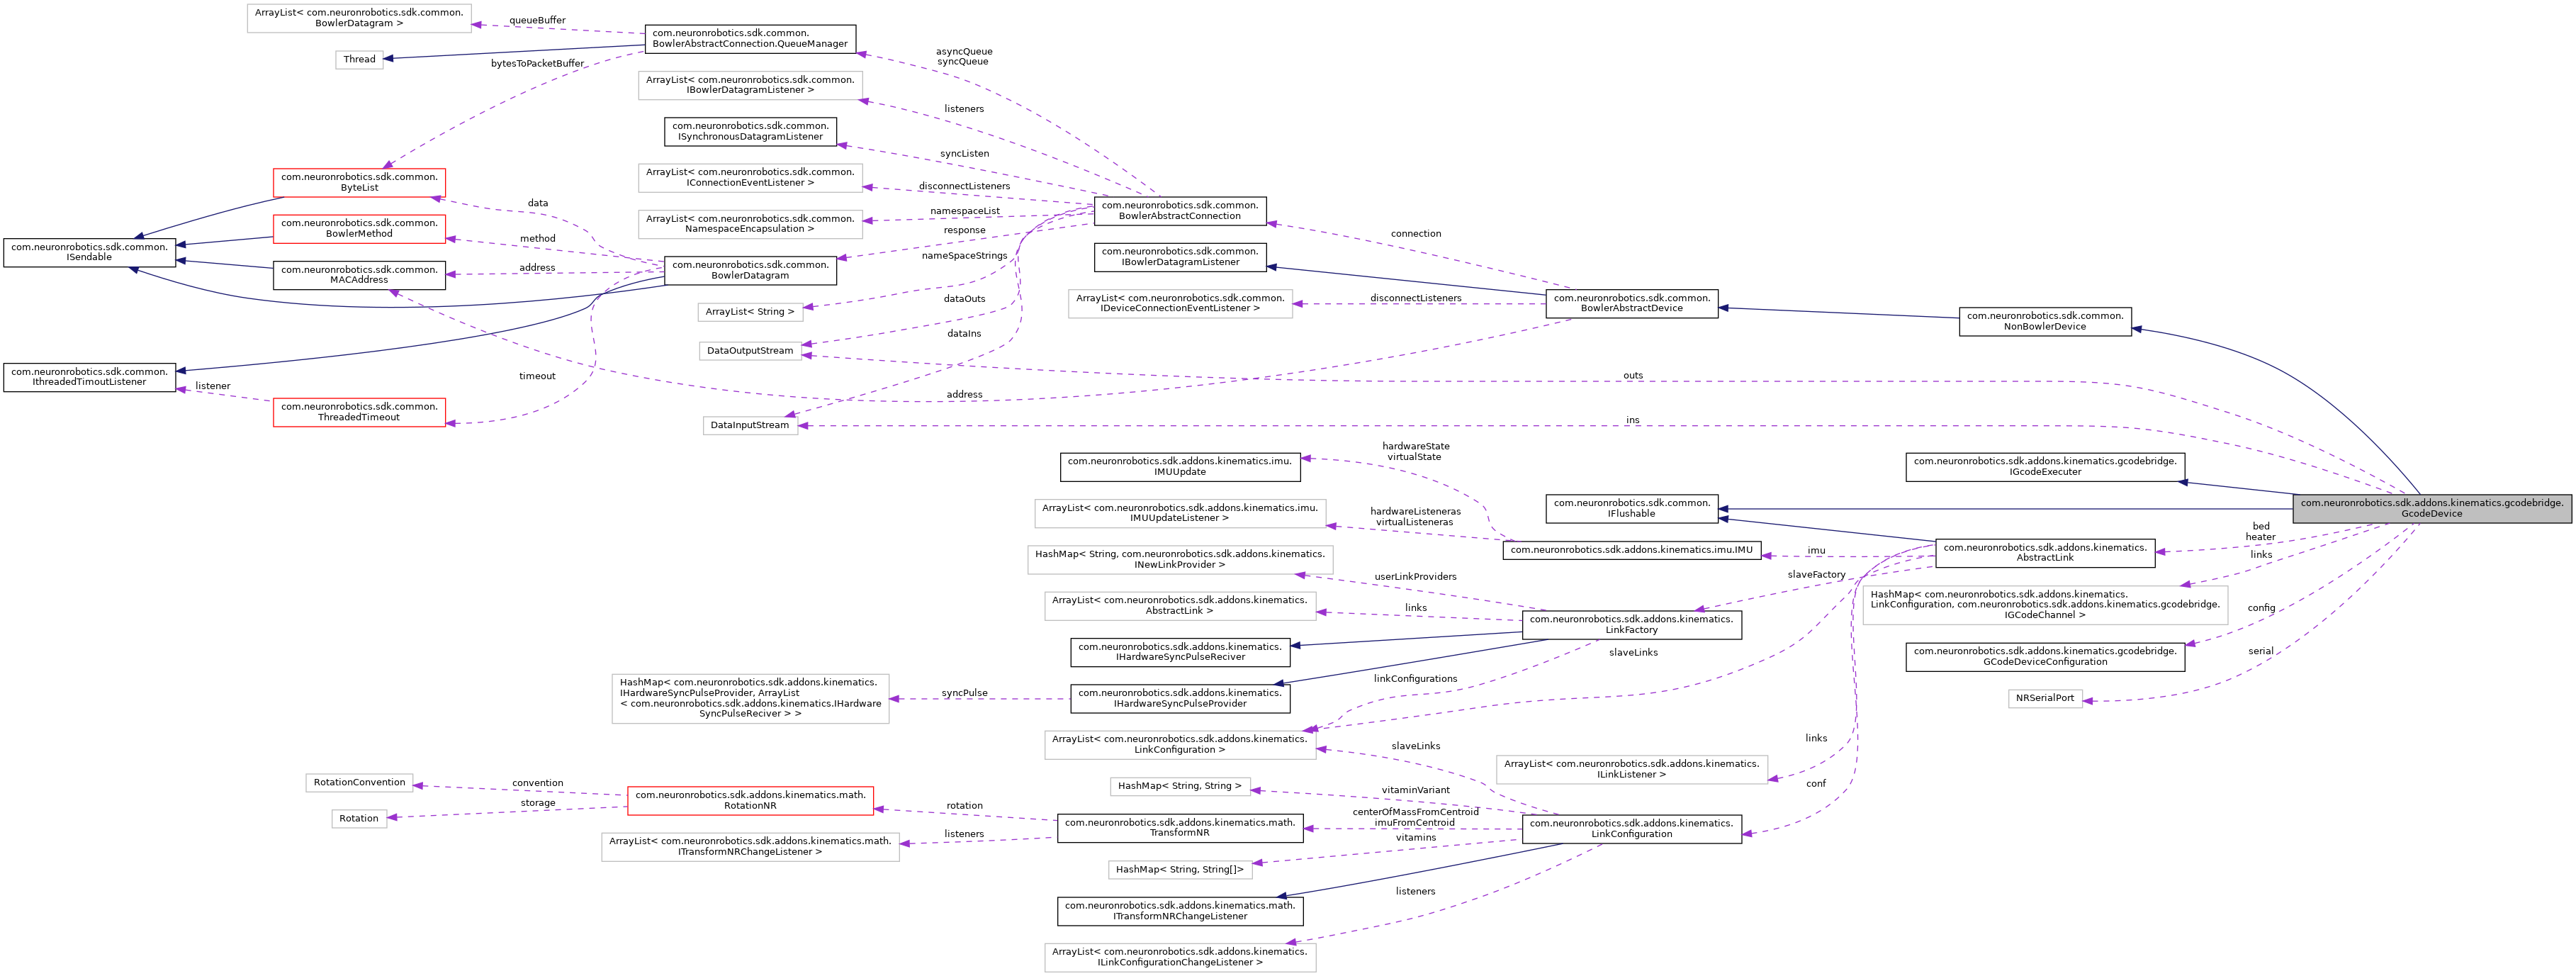 ArrayList< com.neuronrobotics.sdk.common.
BowlerDatagram >
queueBuffer
com.neuronrobotics.sdk.common.
BowlerAbstractConnection.QueueManager
Thread
bytesToPacketBuffer
asyncQueue
syncQueue
ArrayList< com.neuronrobotics.sdk.common.
IBowlerDatagramListener >
listeners
com.neuronrobotics.sdk.common.
ISynchronousDatagramListener
syncListen
com.neuronrobotics.sdk.common.
ByteList
ArrayList< com.neuronrobotics.sdk.common.
IConnectionEventListener >
disconnectListeners
data
com.neuronrobotics.sdk.common.
BowlerAbstractConnection
com.neuronrobotics.sdk.common.
BowlerMethod
ArrayList< com.neuronrobotics.sdk.common.
NamespaceEncapsulation >
namespaceList
method
response
connection
com.neuronrobotics.sdk.common.
ISendable
com.neuronrobotics.sdk.common.
MACAddress
address
com.neuronrobotics.sdk.common.
BowlerDatagram
nameSpaceStrings
com.neuronrobotics.sdk.common.
IBowlerDatagramListener
ArrayList< String >
dataOuts
ArrayList< com.neuronrobotics.sdk.common.
IDeviceConnectionEventListener >
disconnectListeners
com.neuronrobotics.sdk.common.
BowlerAbstractDevice
com.neuronrobotics.sdk.common.
NonBowlerDevice
dataIns
DataOutputStream
com.neuronrobotics.sdk.common.
IthreadedTimoutListener
listener
timeout
outs
com.neuronrobotics.sdk.common.
ThreadedTimeout
address
DataInputStream
ins
com.neuronrobotics.sdk.addons.kinematics.imu.
IMUUpdate
hardwareState
virtualState
com.neuronrobotics.sdk.addons.kinematics.gcodebridge.
IGcodeExecuter
ArrayList< com.neuronrobotics.sdk.addons.kinematics.imu.
IMUUpdateListener >
hardwareListeneras
virtualListeneras
com.neuronrobotics.sdk.common.
IFlushable
com.neuronrobotics.sdk.addons.kinematics.gcodebridge.
GcodeDevice
HashMap< String, com.neuronrobotics.sdk.addons.kinematics.
INewLinkProvider >
com.neuronrobotics.sdk.addons.kinematics.imu.IMU
imu
com.neuronrobotics.sdk.addons.kinematics.
AbstractLink
bed
heater
links
userLinkProviders
slaveFactory
ArrayList< com.neuronrobotics.sdk.addons.kinematics.
AbstractLink >
links
com.neuronrobotics.sdk.addons.kinematics.
LinkFactory
HashMap< com.neuronrobotics.sdk.addons.kinematics.
LinkConfiguration, com.neuronrobotics.sdk.addons.kinematics.gcodebridge.
IGCodeChannel >
config
com.neuronrobotics.sdk.addons.kinematics.
IHardwareSyncPulseReciver
slaveLinks
com.neuronrobotics.sdk.addons.kinematics.gcodebridge.
GCodeDeviceConfiguration
serial
HashMap< com.neuronrobotics.sdk.addons.kinematics.
IHardwareSyncPulseProvider, ArrayList
< com.neuronrobotics.sdk.addons.kinematics.IHardware
SyncPulseReciver > >
syncPulse
com.neuronrobotics.sdk.addons.kinematics.
IHardwareSyncPulseProvider
linkConfigurations
NRSerialPort
ArrayList< com.neuronrobotics.sdk.addons.kinematics.
LinkConfiguration >
slaveLinks
links
ArrayList< com.neuronrobotics.sdk.addons.kinematics.
ILinkListener >
conf
RotationConvention
convention
storage
Rotation
com.neuronrobotics.sdk.addons.kinematics.math.
RotationNR
rotation
HashMap< String, String >
vitaminVariant
centerOfMassFromCentroid
imuFromCentroid
com.neuronrobotics.sdk.addons.kinematics.math.
TransformNR
com.neuronrobotics.sdk.addons.kinematics.
LinkConfiguration
ArrayList< com.neuronrobotics.sdk.addons.kinematics.math.
ITransformNRChangeListener >
listeners
vitamins
HashMap< String, String[]>
com.neuronrobotics.sdk.addons.kinematics.math.
ITransformNRChangeListener
listeners
ArrayList< com.neuronrobotics.sdk.addons.kinematics.
ILinkConfigurationChangeListener >